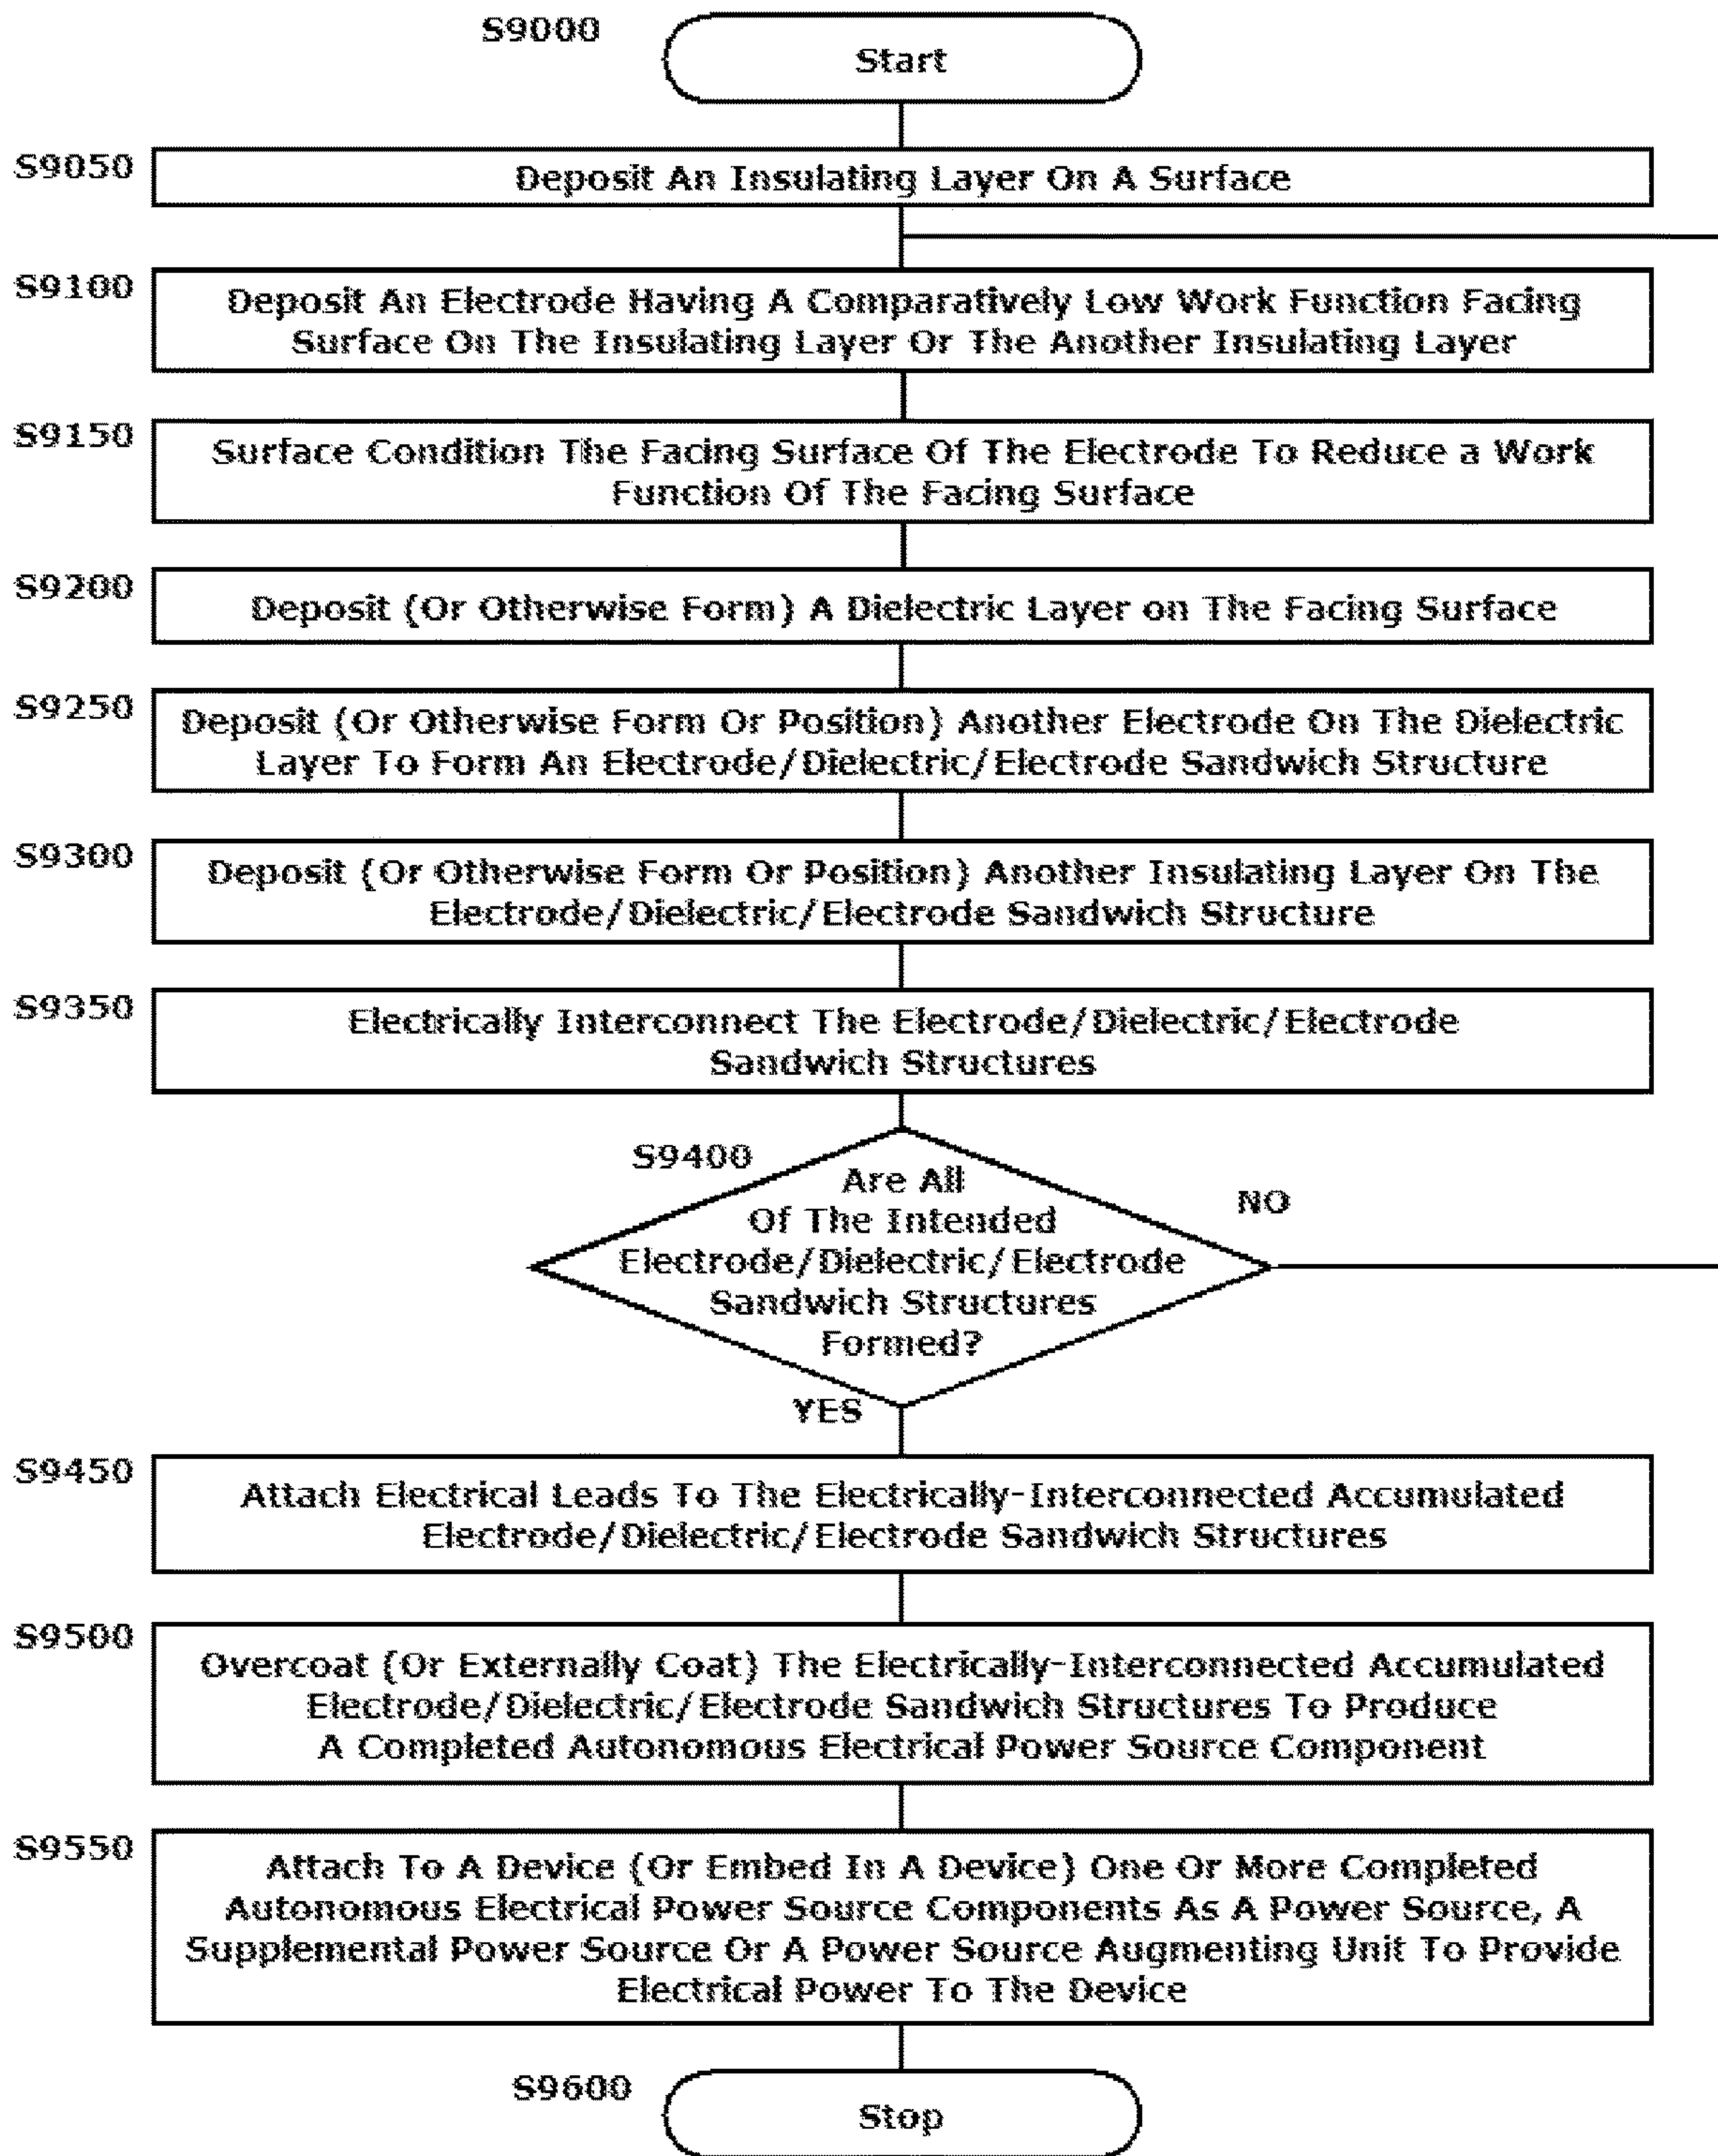 S9000
Start
S9050
Deposit An Insulating Layer On A Surface
S9100
Deposit An Electrode Having A Comparatively Low Work Function Facing
Surface On The Insulating Layer Or The Another Insulating Layer
S9150
Surface Condition The Facing Surface Of The Electrode To Reduce a Work
Function Of The Facing Surface
S9200
Deposit (Or Otherwise Form) A Dielectric Layer on The Facing Surface
S9250
Deposit (Or Otherwise Form Or Position) Another Electrode On The Dielectric
Layer To Form An Electrode/Dielectric/Electrode Sandwich Structure
S9300
Deposit (Or Otherwise Form Or Position) Another Insulating Layer On The
Electrode/Dielectric/Electrode Sandwich Structure
S9350
Electrically Interconnect The Electrode/Dielectric/Electrode
Sandwich Structures
S9400
Are All
Of The Intended
Electrode/Dielectric/Electrode
Sandwich Structures
Formed?
NO
YES
S9450
Attach Electrical Leads To The Electrically-Interconnected Accumulated
Electrode/Dielectric/Electrode Sandwich Structures
S9500
Overcoat (Or Externally Coat) The Electrically-Interconnected Accumulated
Electrode/Dielectric/Electrode Sandwich Structures To Produce
A Completed Autonomous Electrical Power Source Component
S9550
Attach To A Device (Or Embed In A Device) One Or More Completed
Autonomous Electrical Power Source Components As A Power Source, A
Supplemental Power Source Or A Power Source Augmenting Unit To Provide
Electrical Power To The Device
S9600
Stop